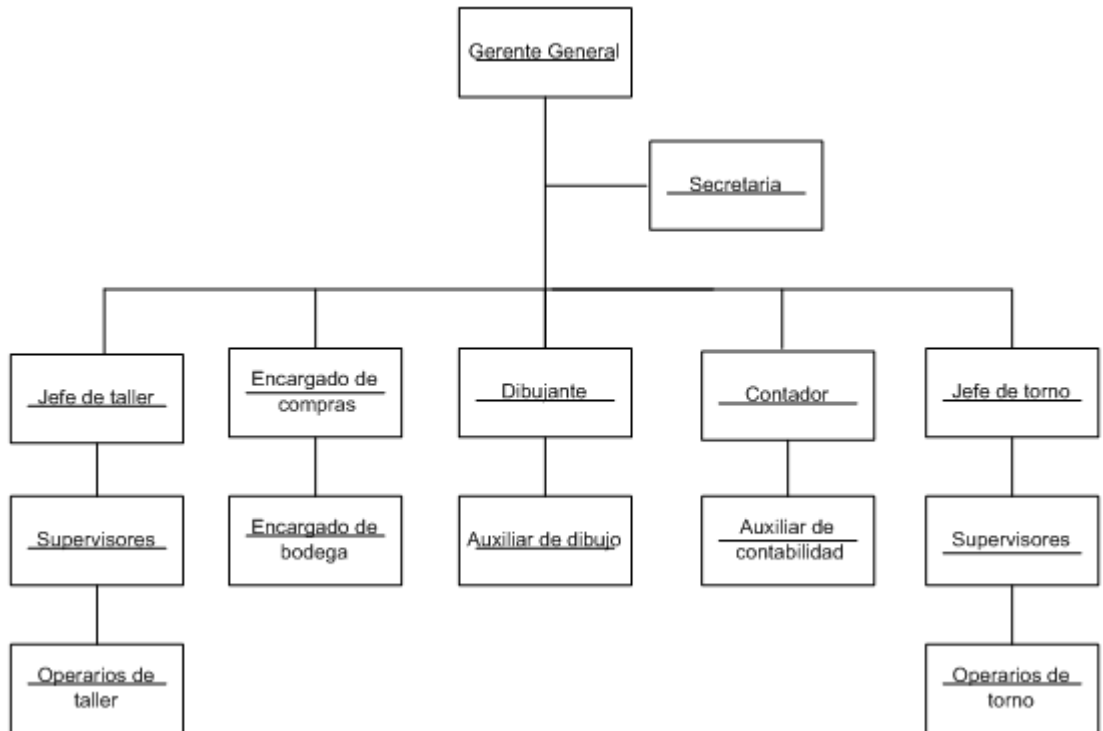 Gerente General
Secretaria
Jefe de taller
Encargado de
compras
Dibujante
Contador
Jefe de torno
Supervisores
Encargado de
bodega
Auxiliar de dibujo
Auxiliar de
contabilidad
Supervisores
Operarios de
taller
Operarios de
torno